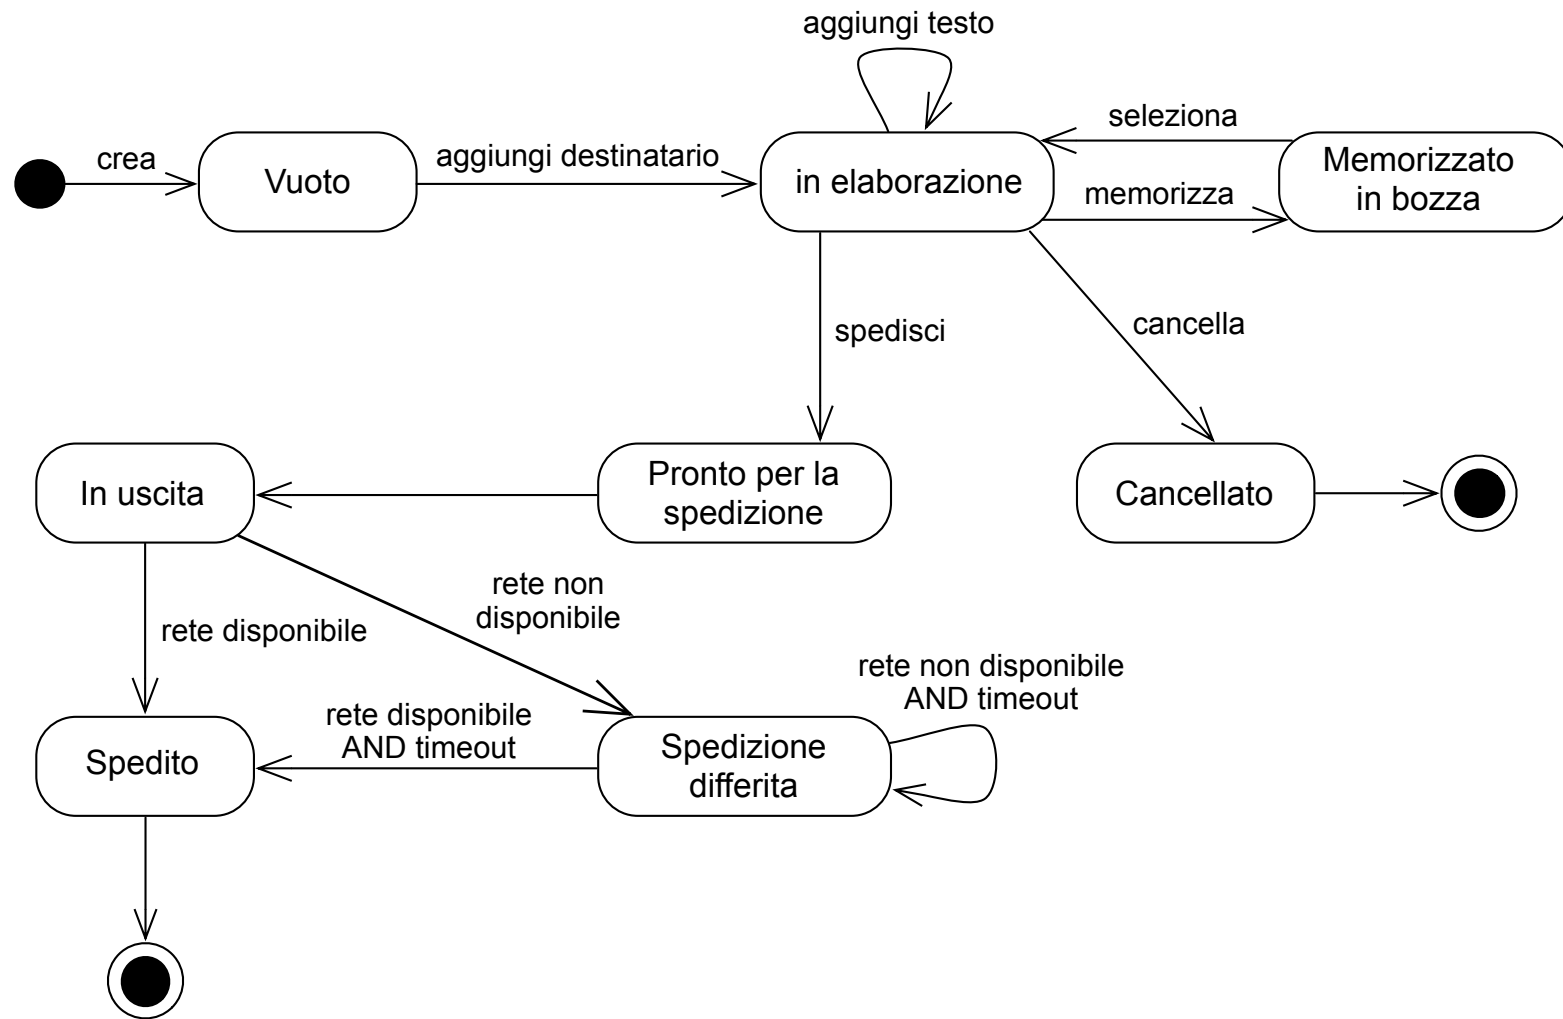 aggiungi testo
crea
Vuoto
aggiungi destinatario
in elaborazione
seleziona
memorizza
Memorizzato
in bozza
spedisci
cancella
In uscita
Pronto per la
spedizione
Cancellato
rete disponibile
rete non
disponibile
rete non disponibile
AND timeout
rete disponibile
AND timeout
Spedito
Spedizione
differita